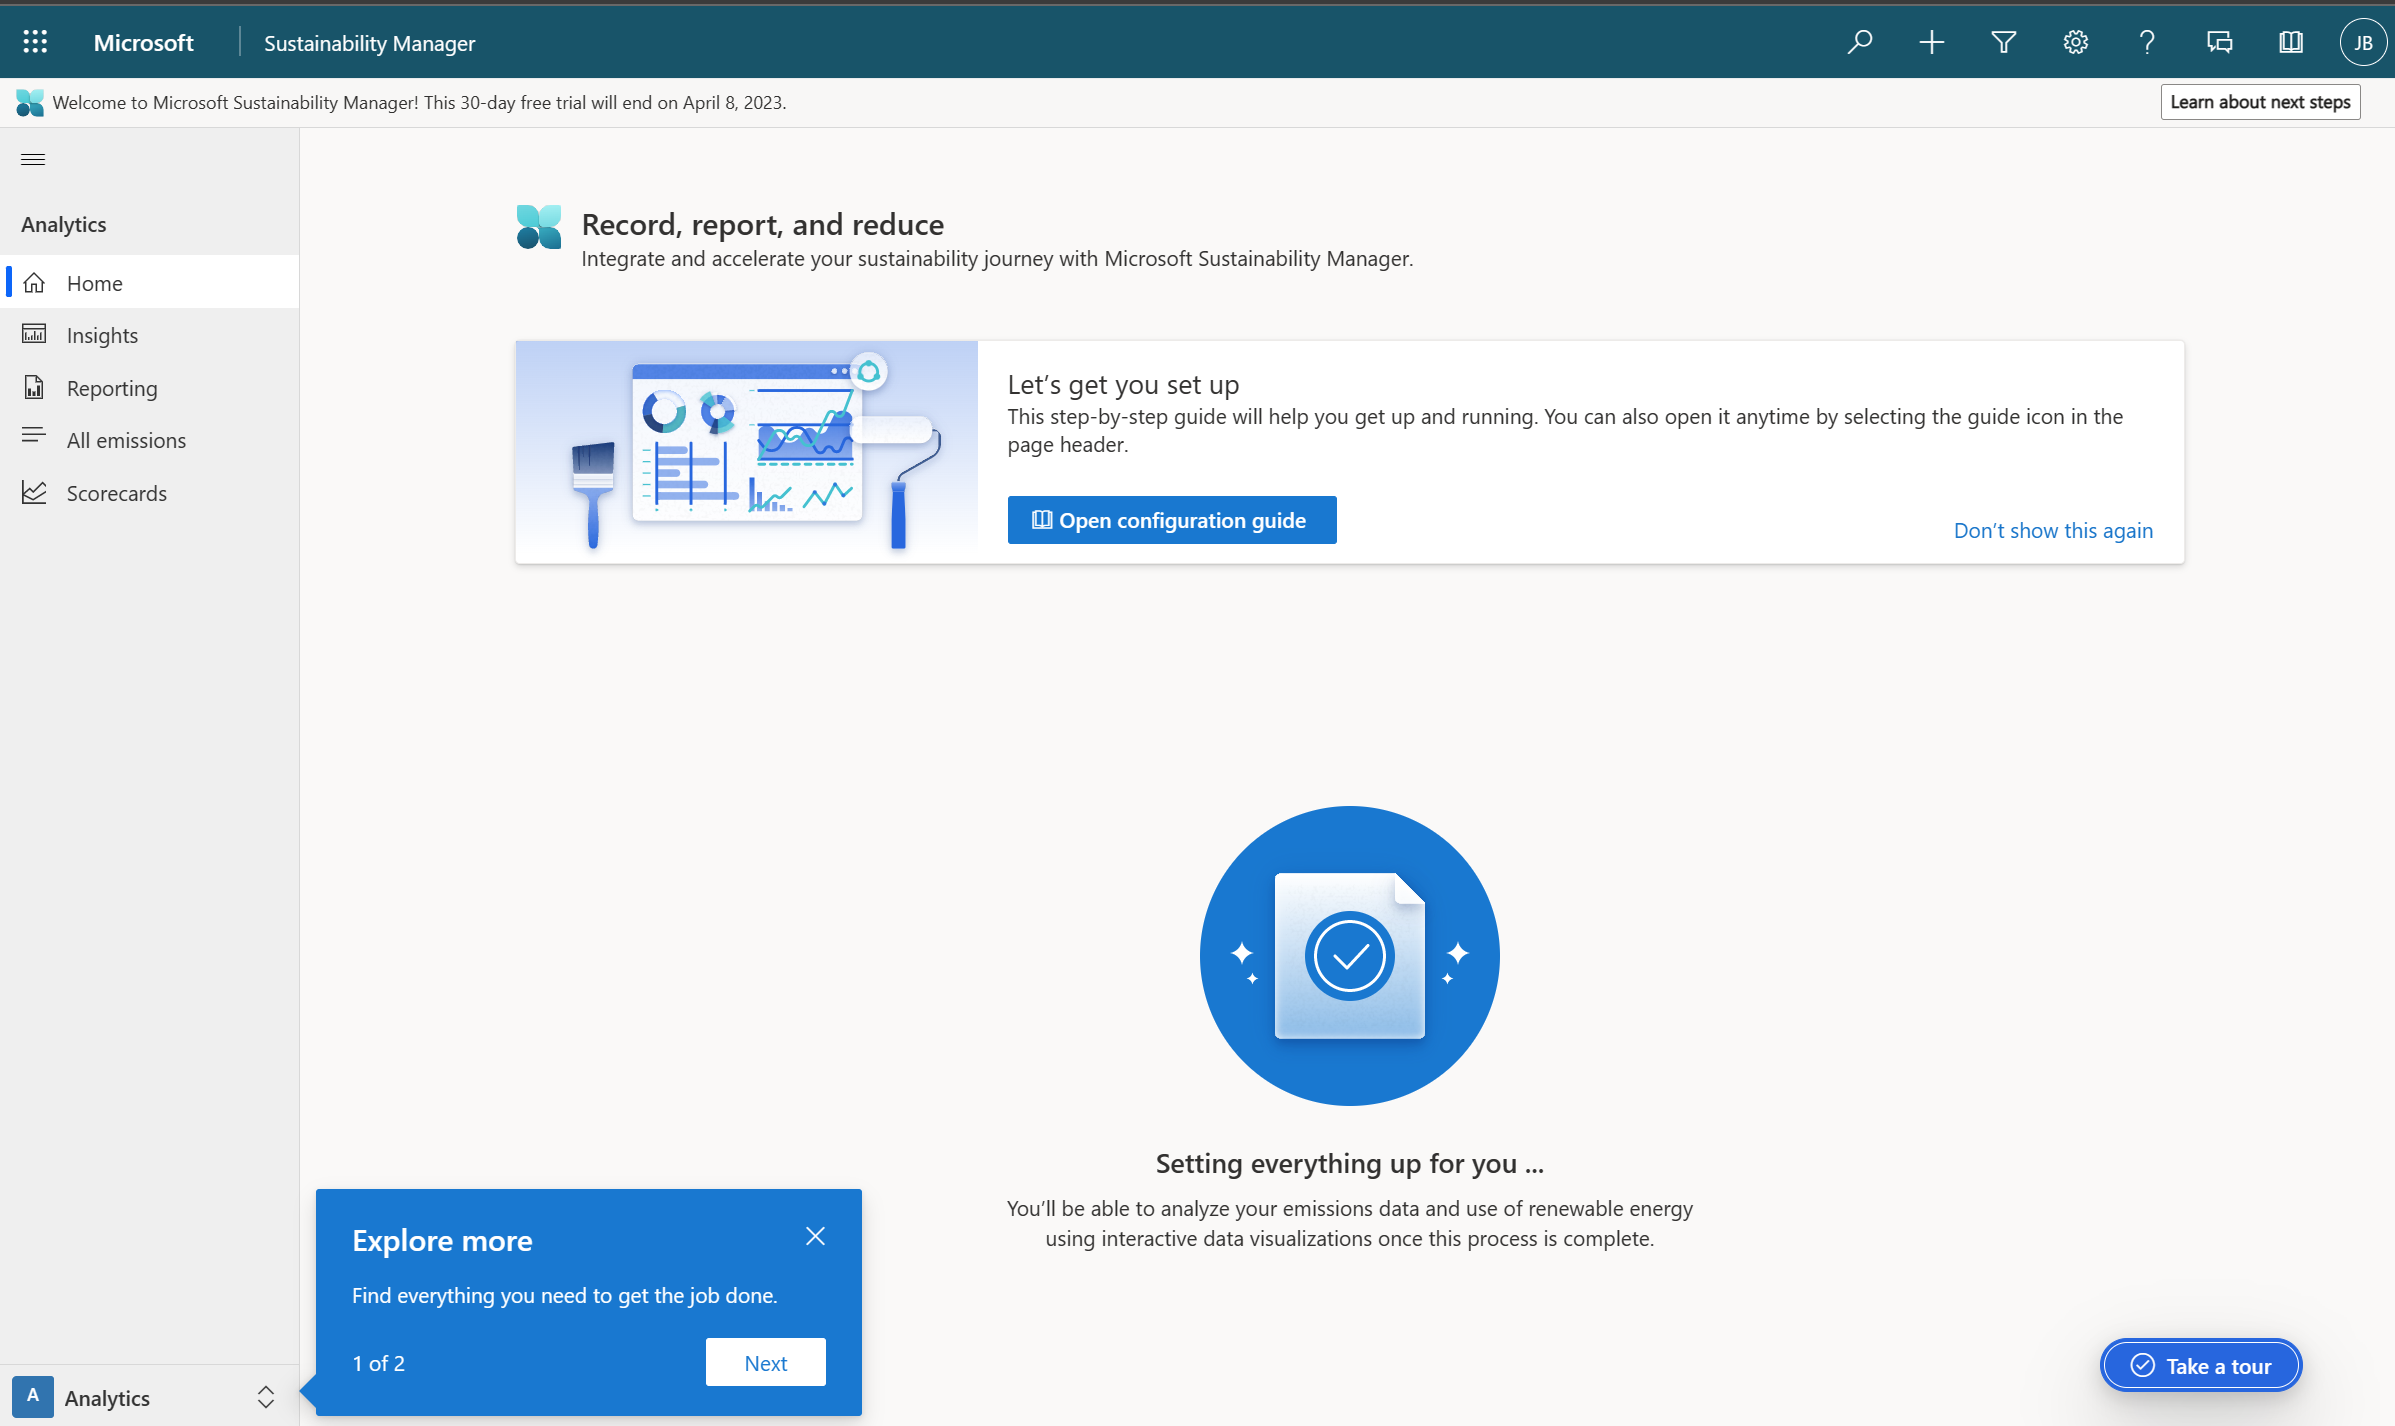 Microsoft
Sustainability Manager
JB
Welcome to Microsoft Sustainability Manager! This 30-day free trial will end on April 8, 2023.
Learn about next steps
Analytics
Home
Insights
Reporting
All emissions
Scorecards
Record, report, and reduce
Integrate and accelerate your sustainability journey with Microsoft Sustainability Manager.
Let’s get you set up
This step-by-step guide will help you get up and running. You can also open it anytime by selecting the guide icon in the
page header.
Open configuration guide
Don’t show this again
Setting everything up for you ...
You’ll be able to analyze your emissions data and use of renewable energy
using interactive data visualizations once this process is complete.
Explore more
Find everything you need to get the job done.
1 of 2
Next
A
Analytics
Take a tour